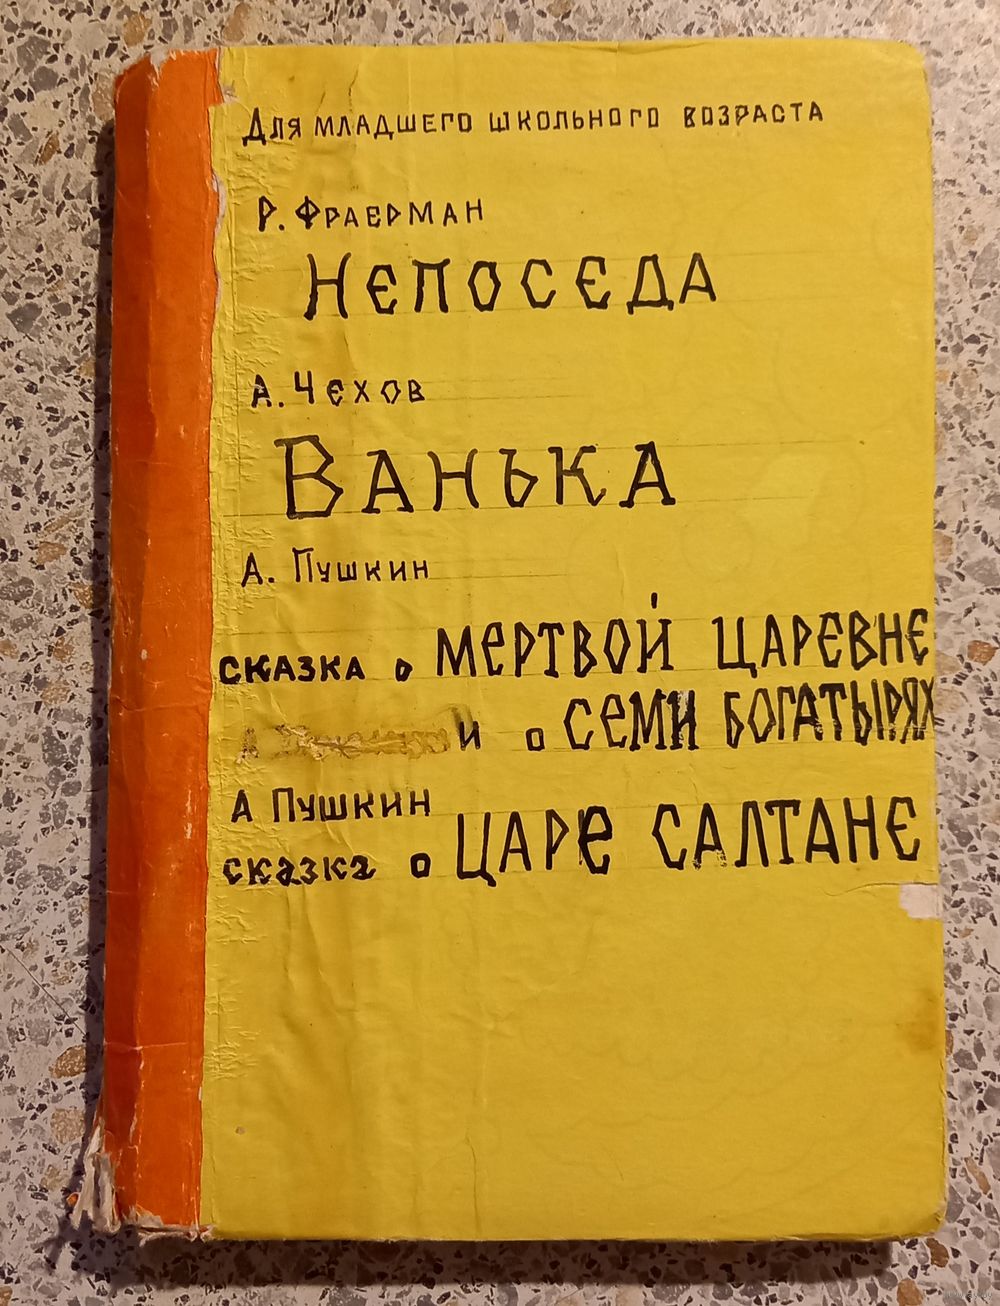 Для младшего школьного возраста
Р. Фраерман
Непоседа
А. Чехов
Ванька
А. Пушкин
сказка о мертвой царевне
и о семи богатырях
А Пушкин
сказка о царе салтане